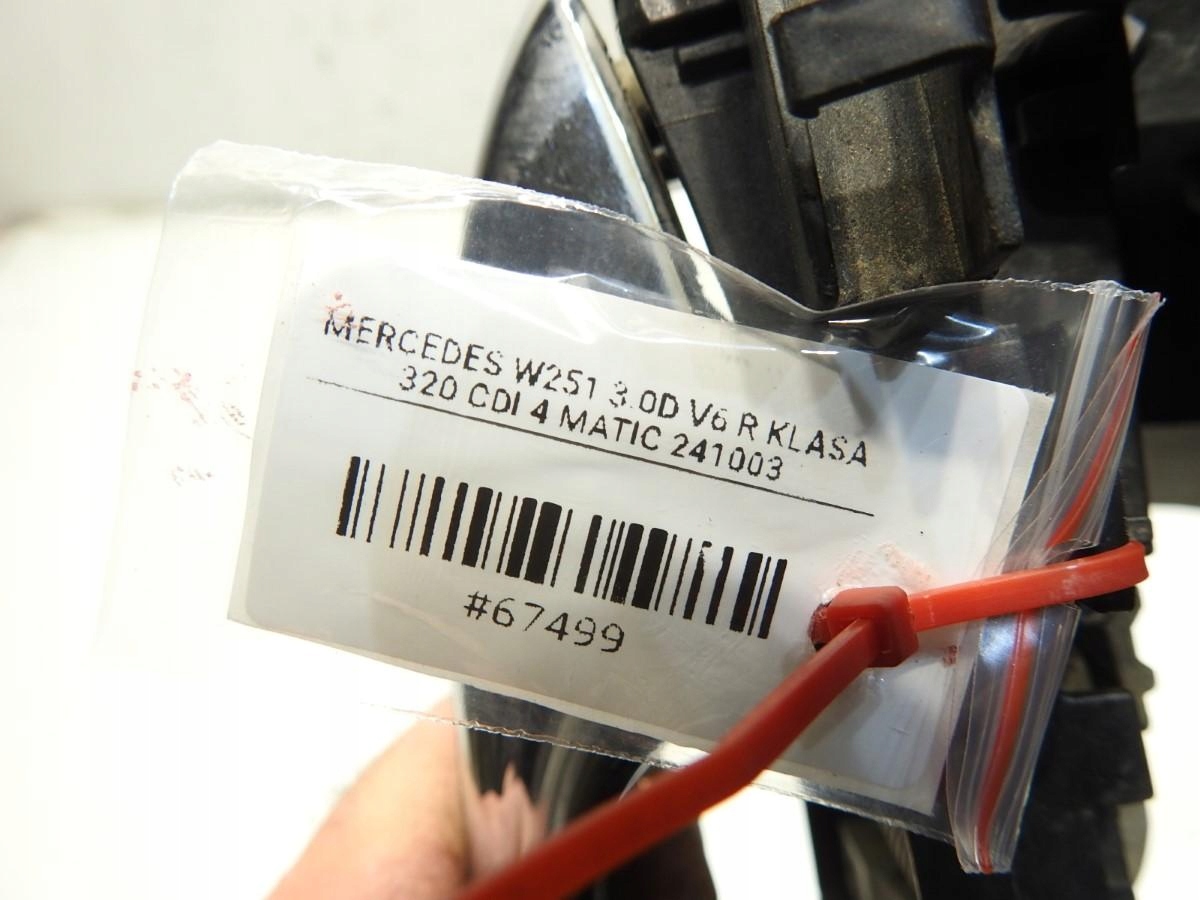 MERCEDES W251 3.0D V6 R KLASA
320 CDI 4 MATIC 241003
#67499